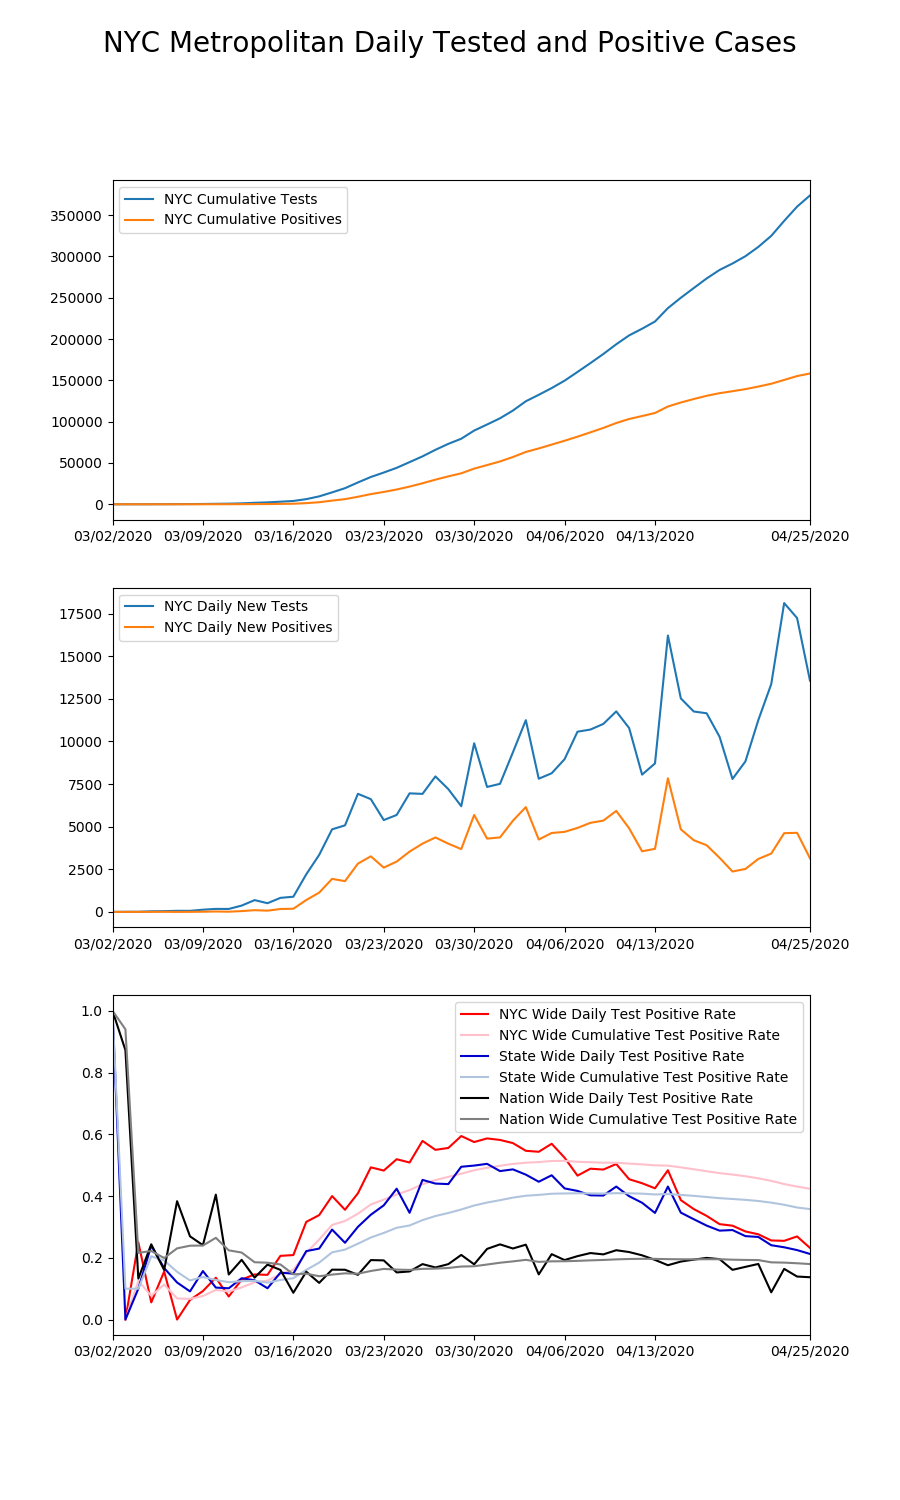 NYC Metropolitan Daily Tested and Positive Cases
NYC Cumulative Tests
NYC Cumulative Positives
350000
300000
250000
200000
150000
100000
50000
0
03/02/2020 03/09/2020 03/16/2020 03/23/2020 03/30/2020 04/06/2020 04/13/2020 04/25/2020
NYC Daily New Tests
NYC Daily New Positives
17500
15000
12500
10000
7500
5000
2500
0
03/02/2020 03/09/2020 03/16/2020 03/23/2020 03/30/2020 04/06/2020 04/13/2020 04/25/2020
NYC Wide Daily Test Positive Rate
NYC Wide Cumulative Test Positive Rate
State Wide Daily Test Positive Rate
State Wide Cumulative Test Positive Rate
Nation Wide Daily Test Positive Rate
Nation Wide Cumulative Test Positive Rate
1.0
0.8
0.6
0.4
0.2
0.0
03/02/2020 03/09/2020 03/16/2020 03/23/2020 03/30/2020 04/06/2020 04/13/2020 04/25/2020